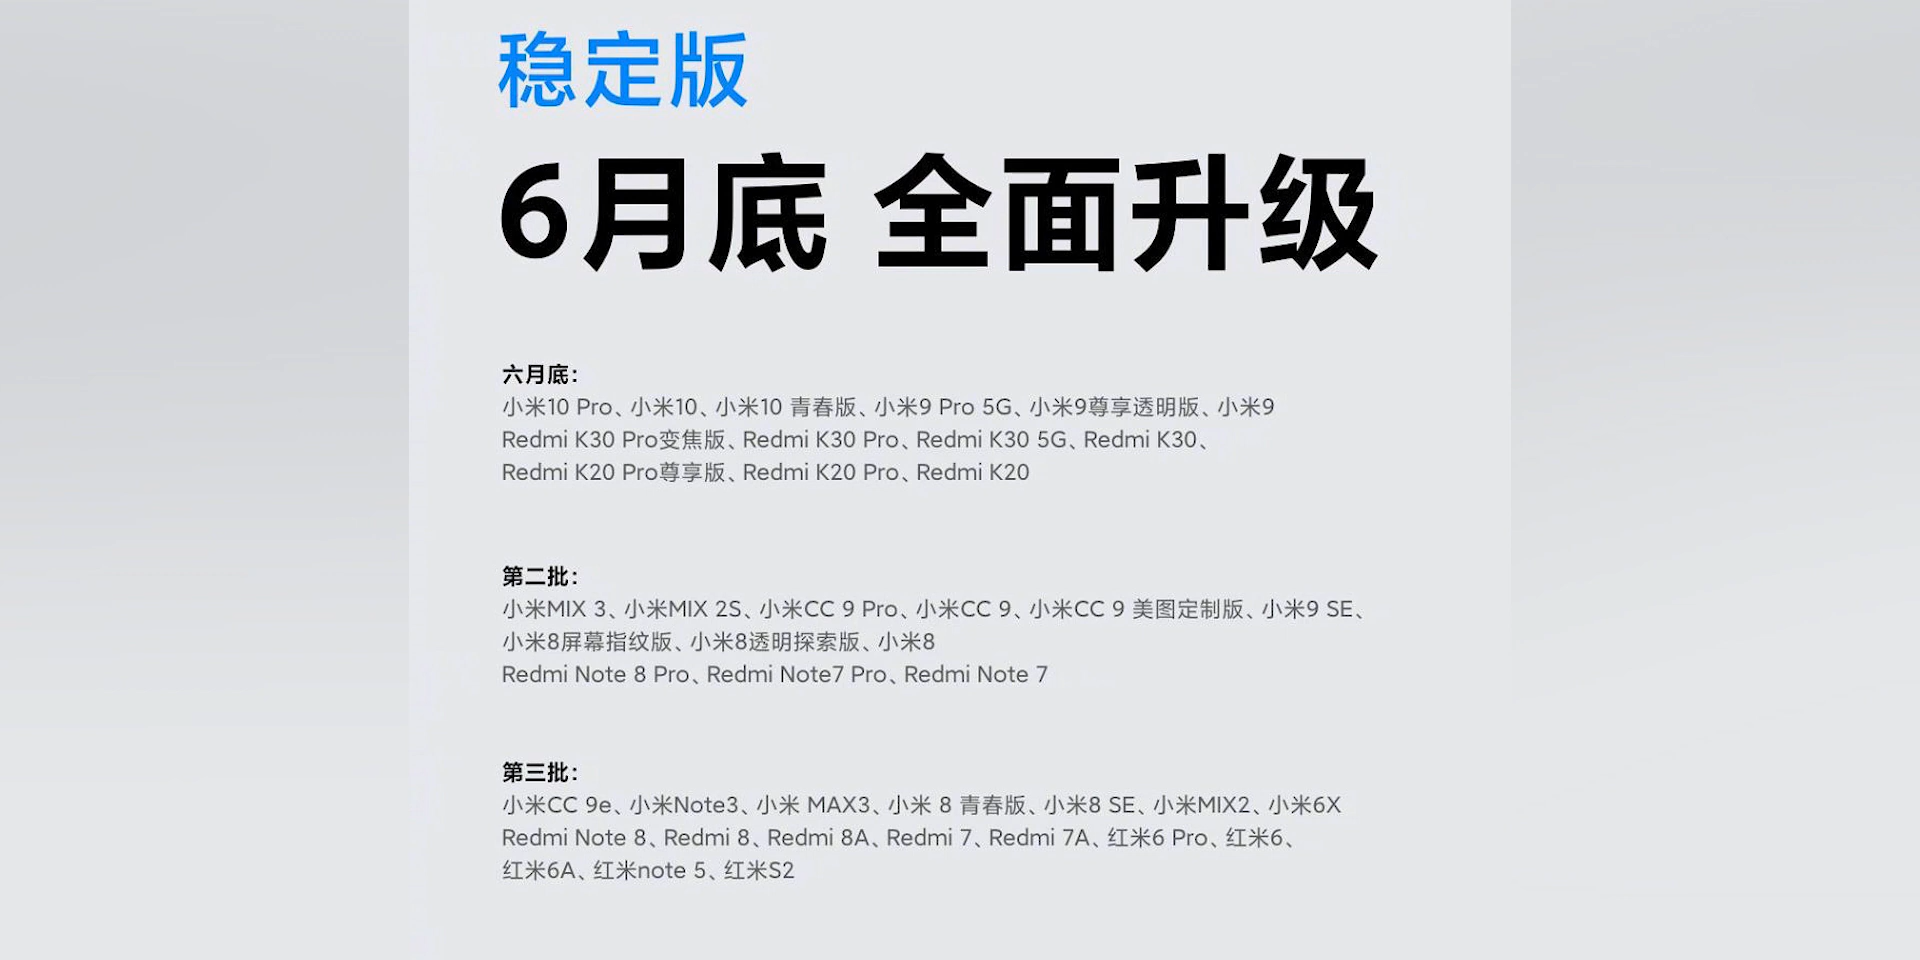 稳定版
6月底 全面升级
六月底：
小米10 Pro、小米10、小米10 青春版、小米9 Pro 5G、小米9尊享透明版、小米9
Redmi K30 Pro变焦版、Redmi K30 Pro、Redmi K30 5G、Redmi K30、
Redmi K20 Pro尊享版、Redmi K20 Pro、Redmi K20
第二批：
小米MIX 3、小米MIX 2S、小米CC 9 Pro、小米CC 9、小米CC 9 美图定制版、小米9 SE、
小米8屏幕指纹版、小米8透明探索版、小米8
Redmi Note 8 Pro、Redmi Note7 Pro、Redmi Note 7
第三批：
小米CC 9e、小米Note3、小米 MAX3、小米 8 青春版、小米8 SE、小米MIX2、小米6X
Redmi Note 8、Redmi 8、Redmi 8A、Redmi 7、Redmi 7A、红米6 Pro、红米6、
红米6A、红米note 5、红米S2